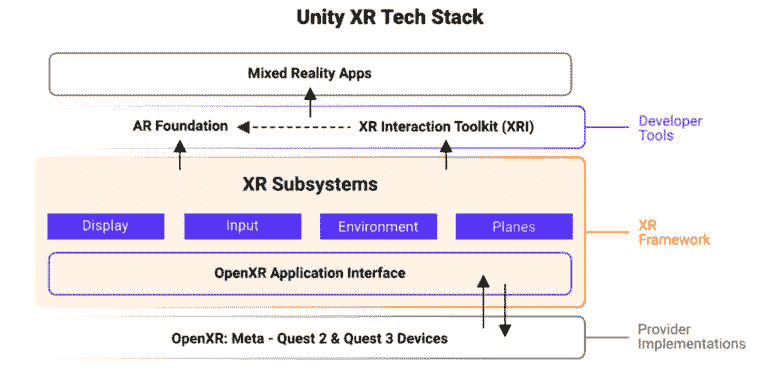 Unity XR Tech Stack
Mixed Reality Apps
AR Foundation
XR Interaction Toolkit (XRI)
Developer
Tools
XR Subsystems
Display
Input
Environment
Planes
XR
Framework
OpenXR Application Interface
OpenXR: Meta - Quest 2 & Quest 3 Devices
Provider
Implementations